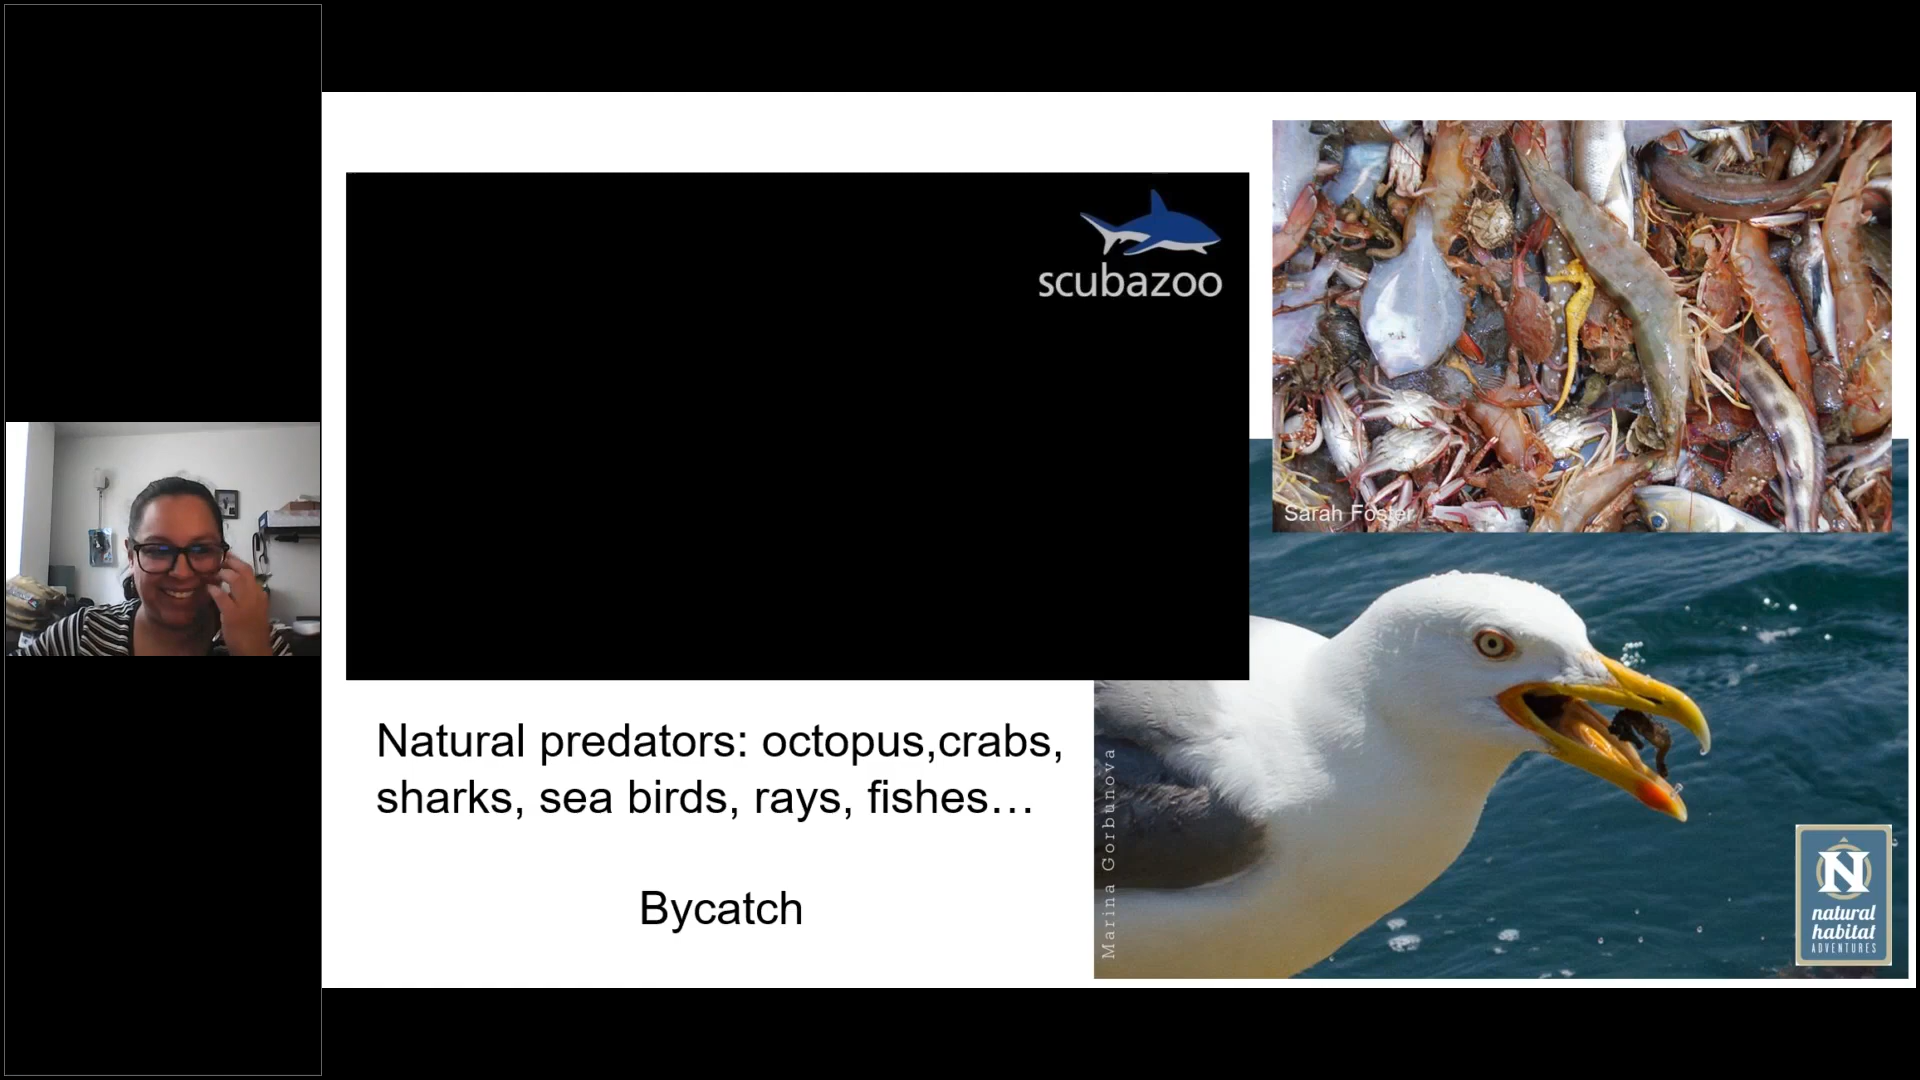 scubazoo
Sarah Foster
Natural predators: octopus,crabs,
sharks, sea birds, rays, fishes…
Bycatch
Marina Gorbunova
N
natural
habitat
ADVENTURES